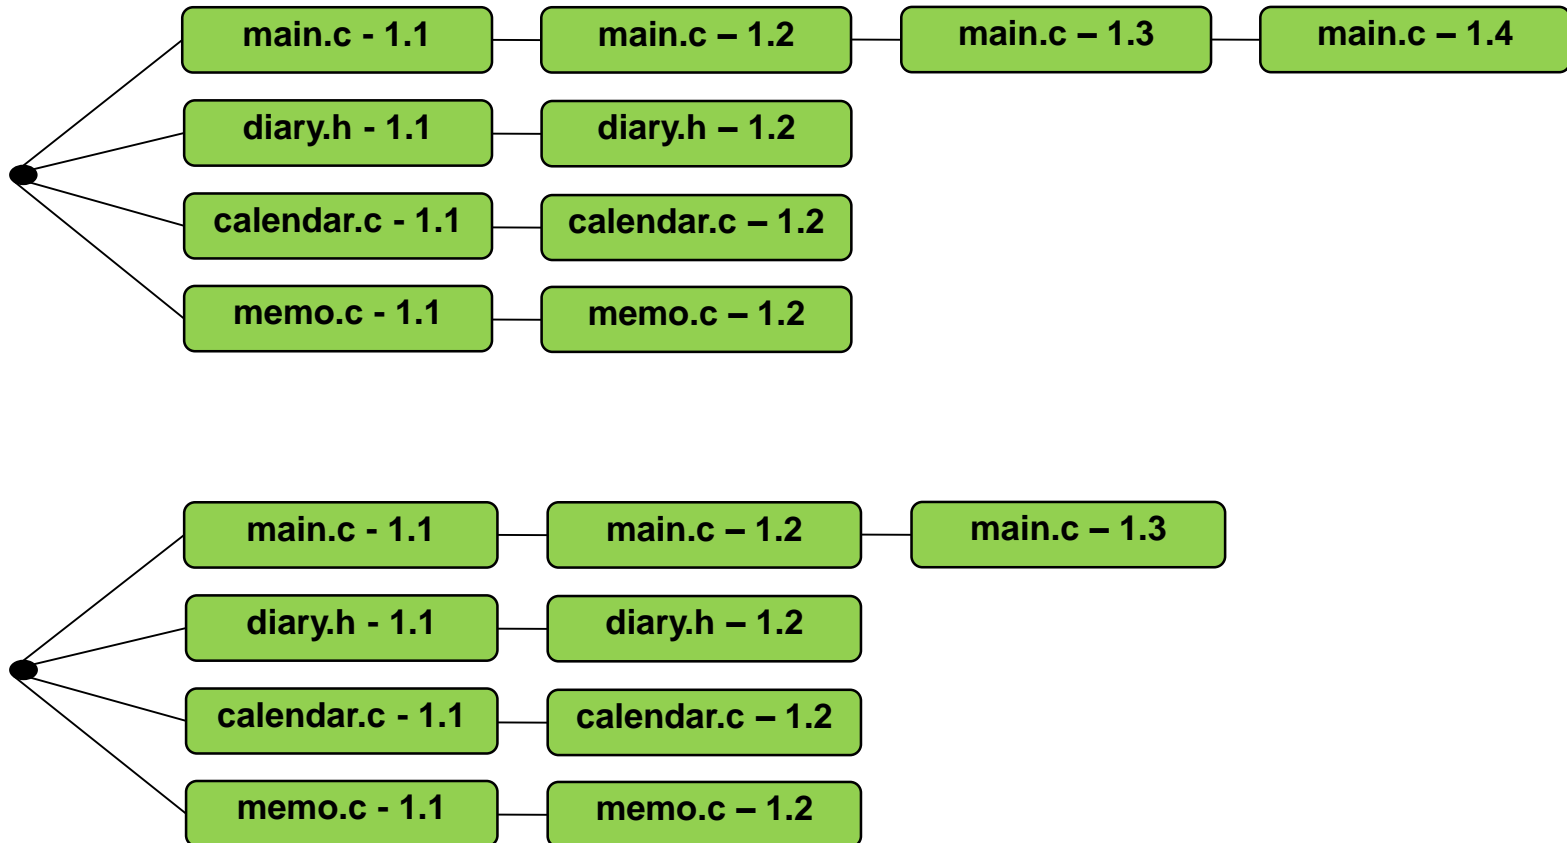 main.c - 1.1
main.c – 1.2
main.c – 1.3
main.c – 1.4
diary.h - 1.1
diary.h – 1.2
calendar.c - 1.1
calendar.c – 1.2
memo.c - 1.1
memo.c – 1.2
main.c - 1.1
main.c – 1.2
main.c – 1.3
diary.h - 1.1
diary.h – 1.2
calendar.c - 1.1
calendar.c – 1.2
memo.c - 1.1
memo.c – 1.2